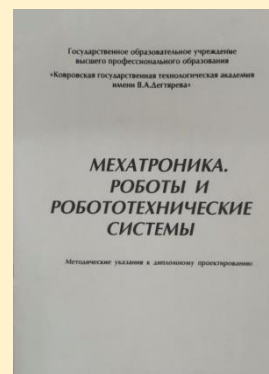 Государственное образовательное учреждение
высшего профессионального образования
«Ковровская государственная технологическая академия
имени В.А.Дегтярева»
МЕХАТРОНИКА.
РОБОТЫ И
РОБОТОТЕХНИЧЕСКИЕ
СИСТЕМЫ
Методические указания к дипломному проектированию